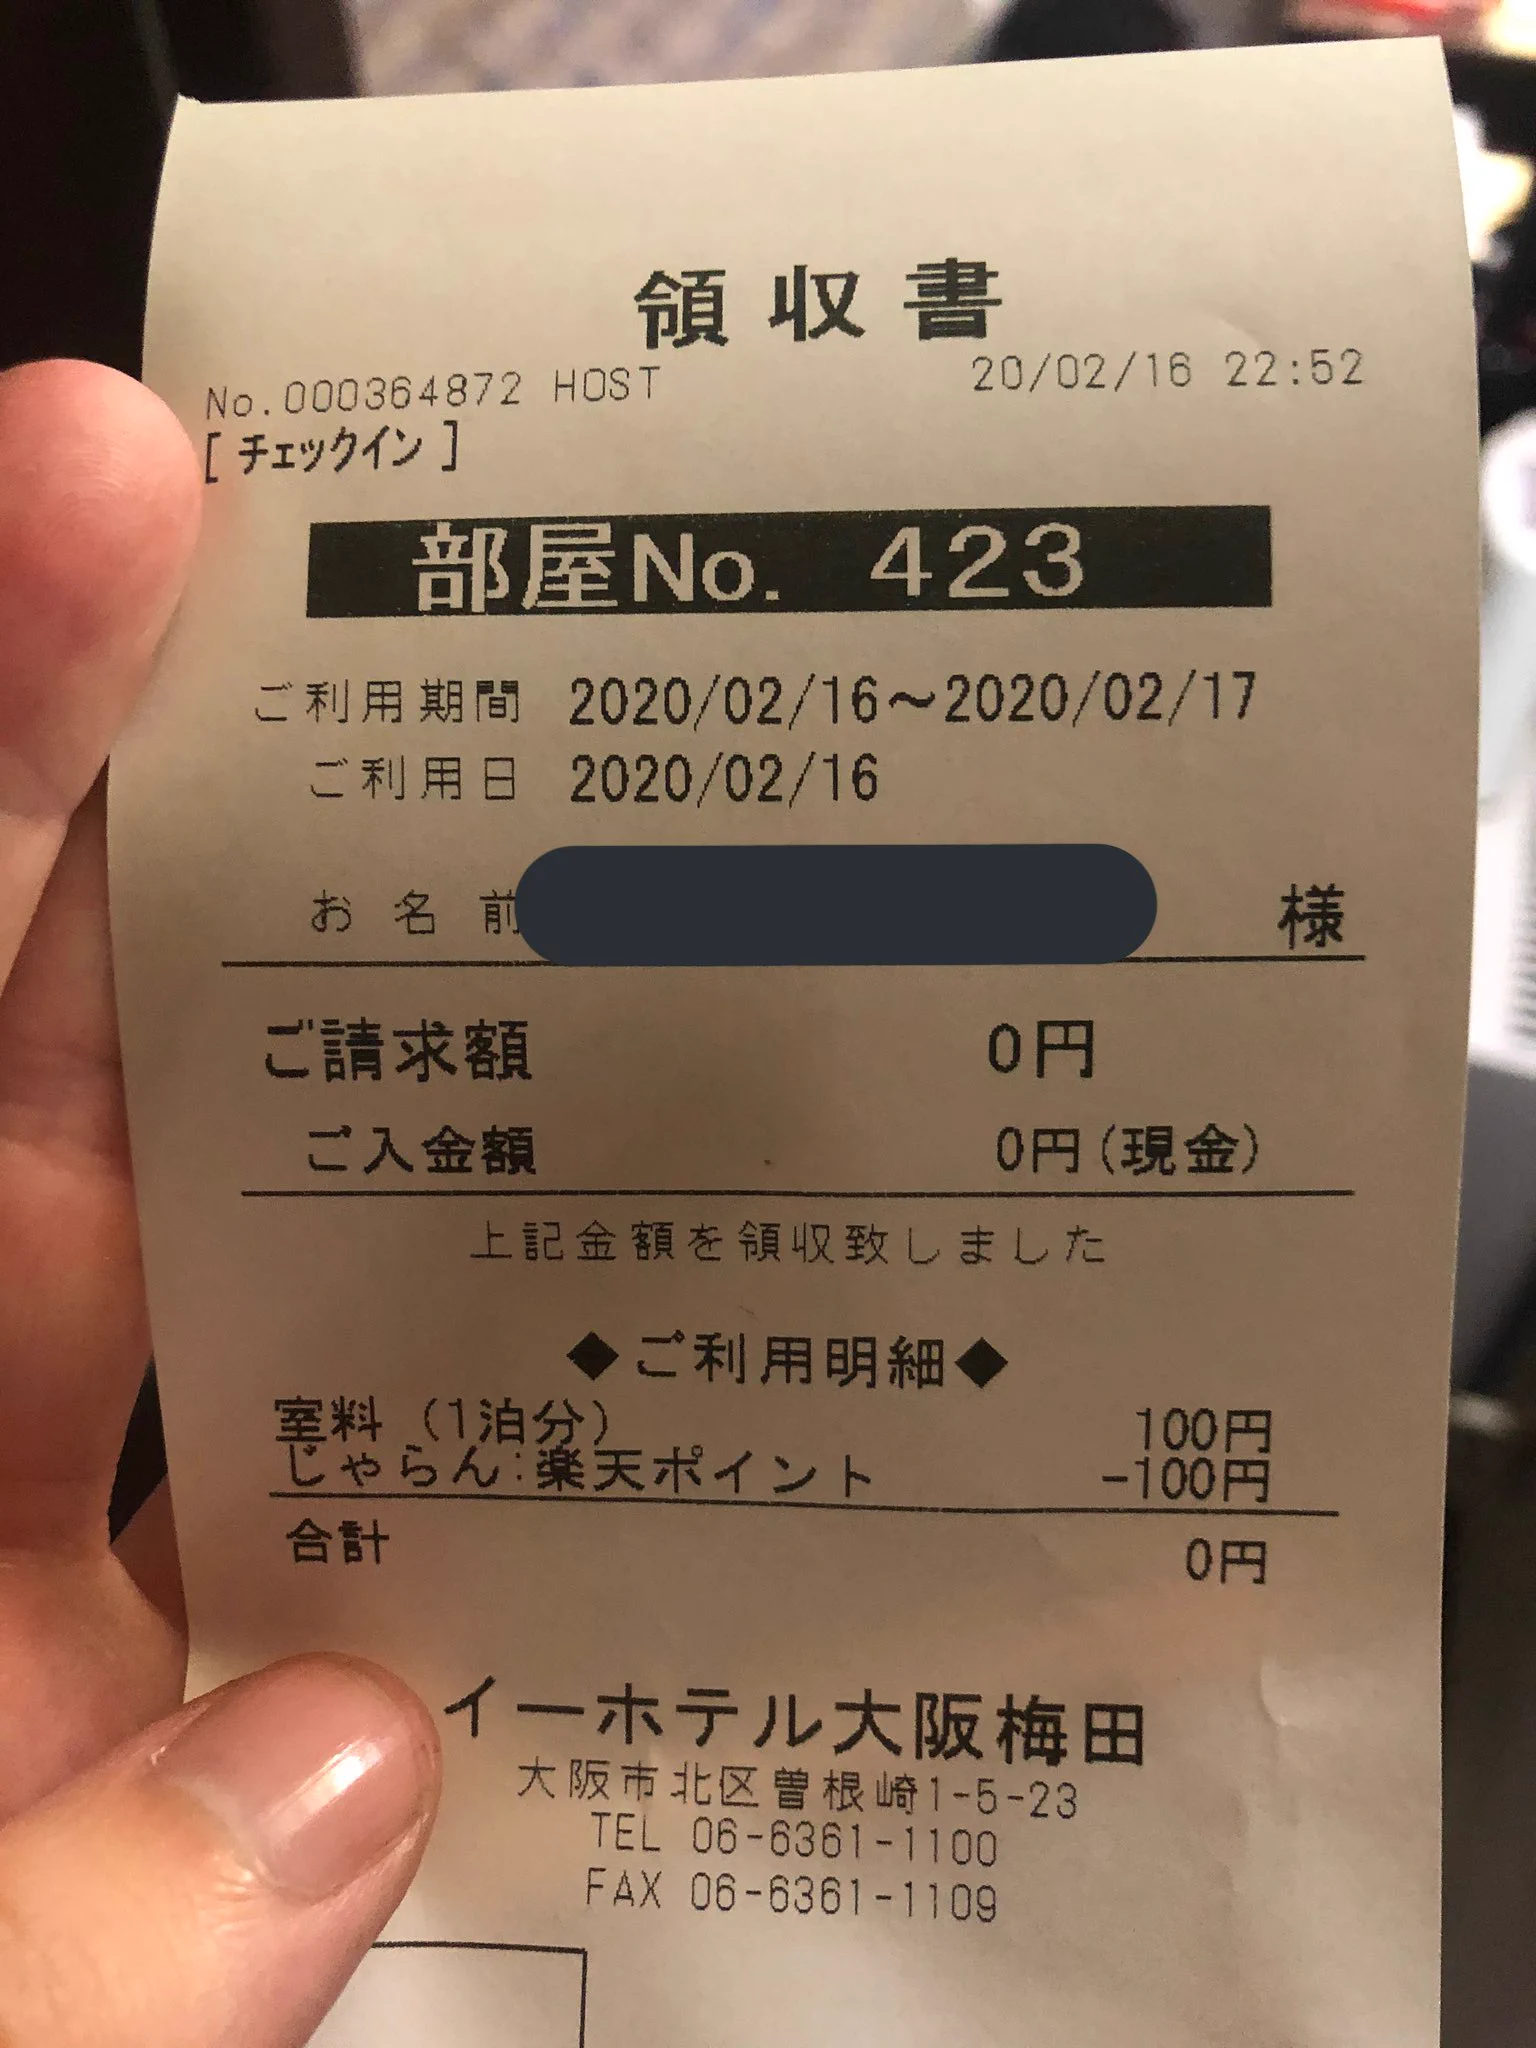 領収書
No.000364872 HOST 20/02/16 22:52
[ チェックイン ]
部屋No. 423
ご利用期間 2020/02/16～2020/02/17
ご利用日 2020/02/16
お名前 様
ご請求額 0円
ご入金額 0円(現金)
上記金額を領収致しました
◆ご利用明細◆
室料 (1泊分) 100円
じゃらん:楽天ポイント -100円
合計 0円
イーホテル大阪梅田
大阪市北区曽根崎1-5-23
TEL 06-6361-1100
FAX 06-6361-1109